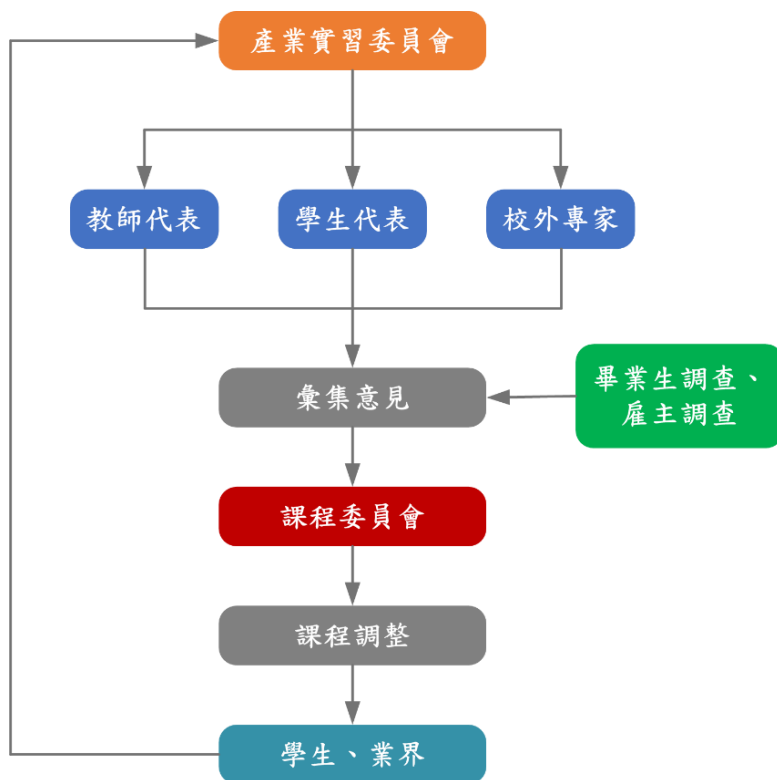 產業實習委員會
教師代表
學生代表
校外專家
彙集意見
畢業生調查、
雇主調查
課程委員會
課程調整
學生、業界